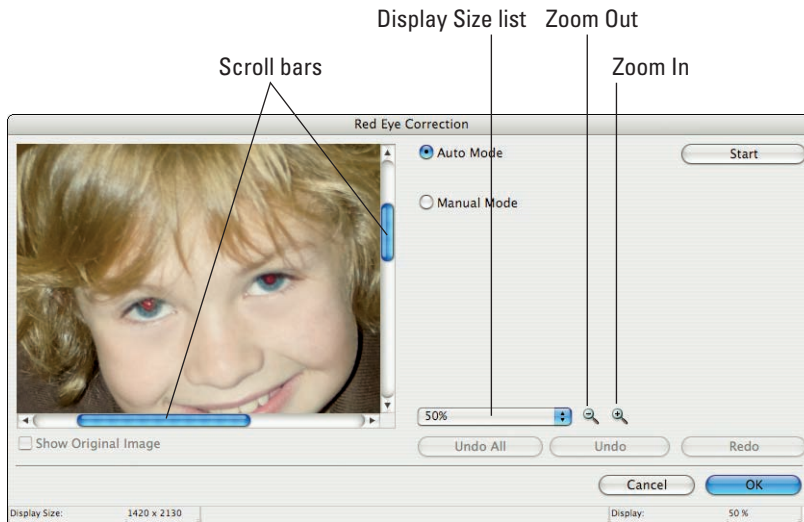 Display Size list Zoom Out
Scroll bars Zoom In
Red Eye Correction
Auto Mode Start
Manual Mode
50%
Show Original Image Undo All Undo Redo
Cancel OK
Display Size: 1420 x 2130 Display: 50 %